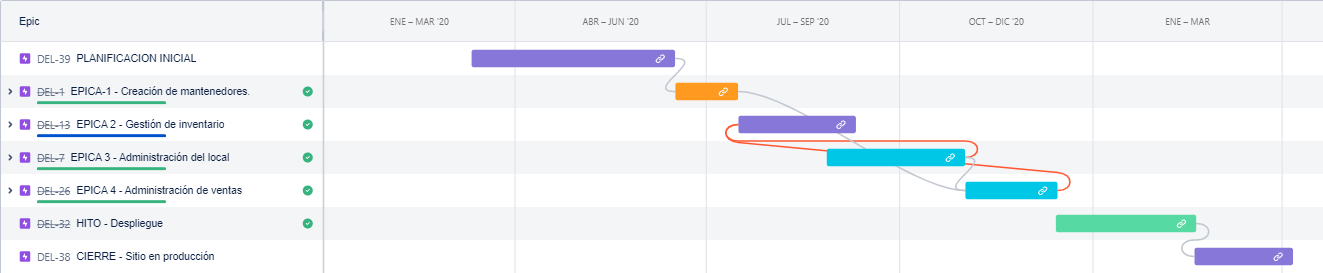 Epic
ENE – MAR '20
ABR – JUN '20
JUL – SEP '20
OCT – DIC '20
ENE – MAR
DEL-39 PLANIFICACION INICIAL
DEL-1 EPICA-1 - Creación de mantenedores.
DEL-13 EPICA 2 - Gestión de inventario
DEL-7 EPICA 3 - Administración del local
DEL-26 EPICA 4 - Administración de ventas
DEL-32 HITO - Despliegue
DEL-38 CIERRE - Sitio en producción